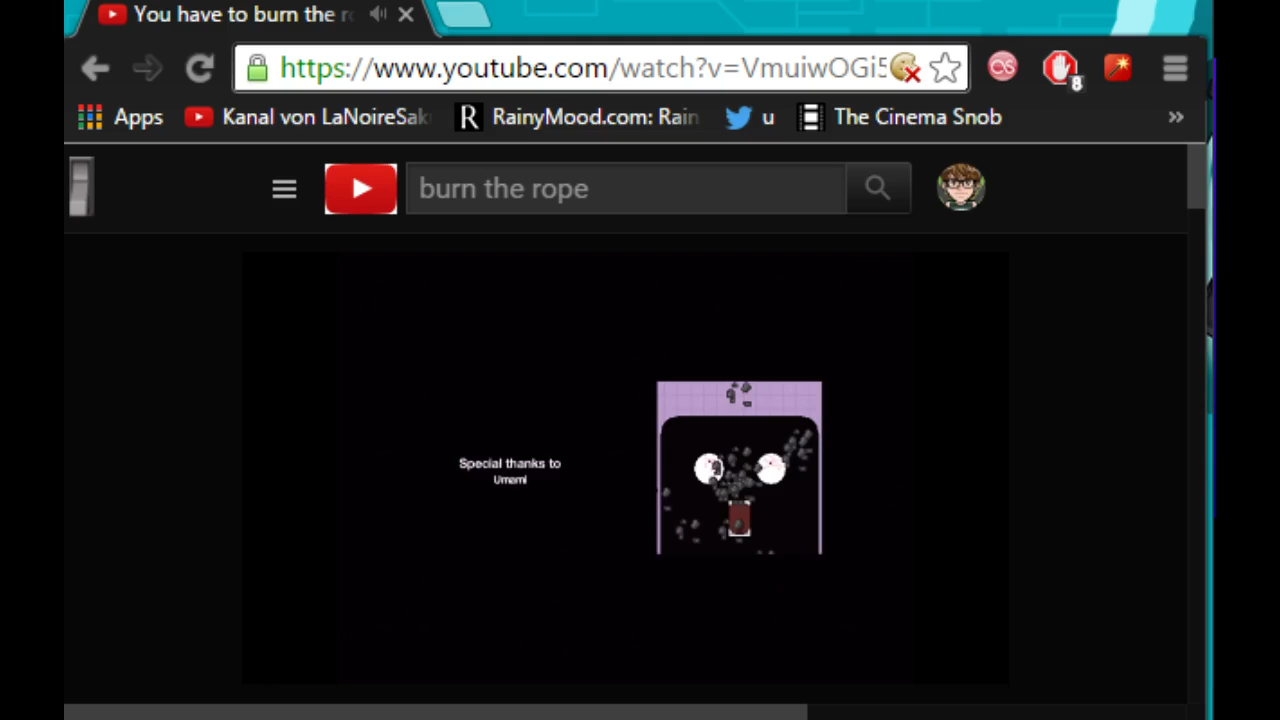 You have to burn the r
https://www.youtube.com/watch?v=VmuiwOGi5
8
Apps
Kanal von LaNoireSak
R
RainyMood.com: Rain
u
The Cinema Snob
»
burn the rope
Special thanks to
Umami